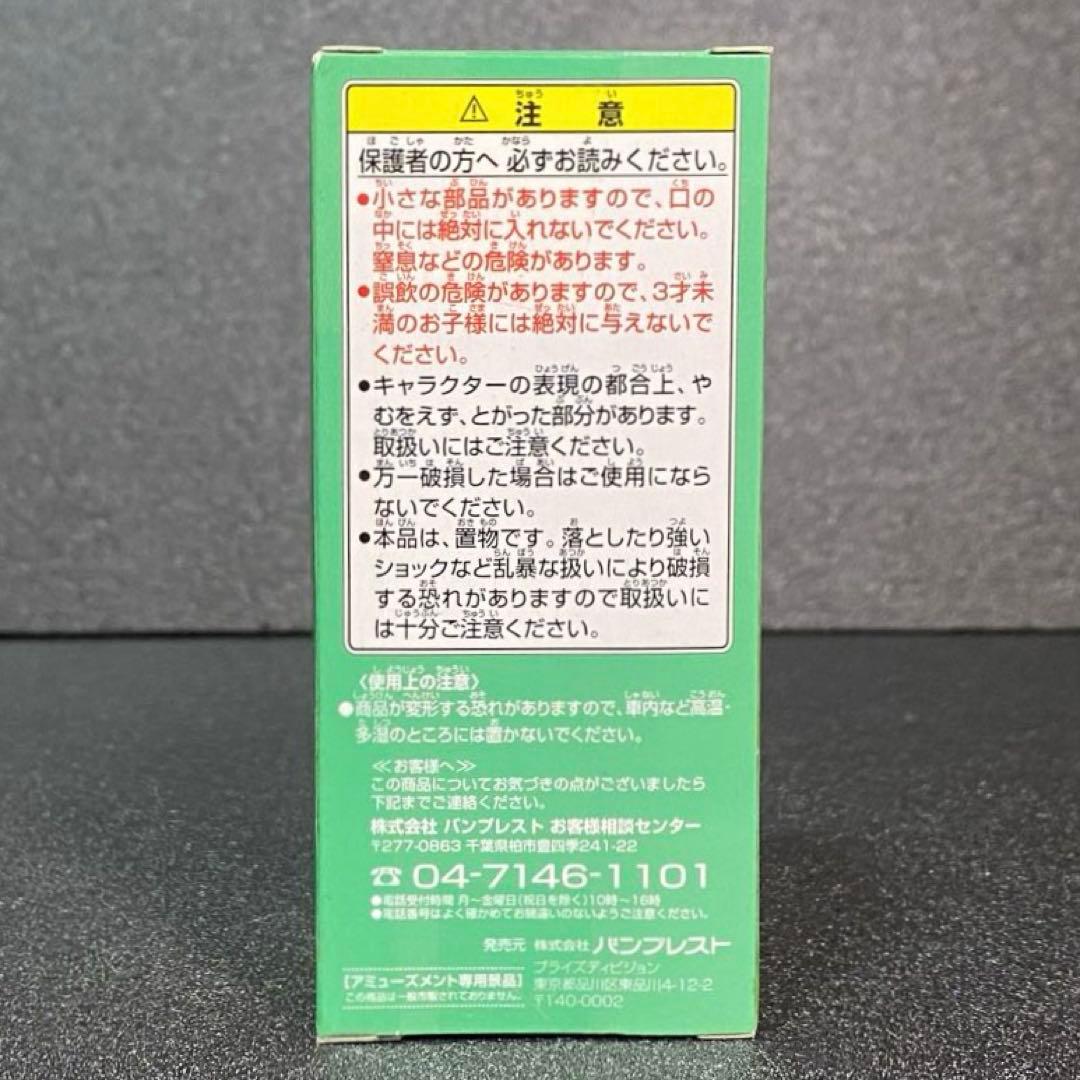 ⚠ 注意
保護者の方へ 必ずお読みください。
●小さな部品がありますので、口の
中には絶対に入れないでください。
窒息などの危険があります。
●誤飲の危険がありますので、3才未
満のお子様には絶対に与えないで
ください。
●キャラクターの表現の都合上、や
むをえず、とがった部分があります。
取扱いにはご注意ください。
●万一破損した場合はご使用になら
ないでください。
●本品は、置物です。落としたり強い
ショックなど乱暴な扱いにより破損
する恐れがありますので取扱いに
は十分ご注意ください。
〈使用上の注意〉
●商品が変形する恐れがありますので、車内など高温・
多湿のところには置かないでください。
≪お客様へ≫
この商品についてお気づきの点がございましたら
下記までご連絡ください。
株式会社 バンプレスト お客様相談センター
〒277-0863 千葉県柏市豊四季241-22
☎ 04-7146-1101
●電話受付時間 月～金曜日(祝日を除く)10時～16時
●電話番号はよく確かめてお間違いのないようご注意ください。
発売元 株式会社 バンプレスト
プライズディビジョン
東京都品川区東品川4-12-2
〒140-0002
[アミューズメント専用景品]
この商品は一般市販されておりません。